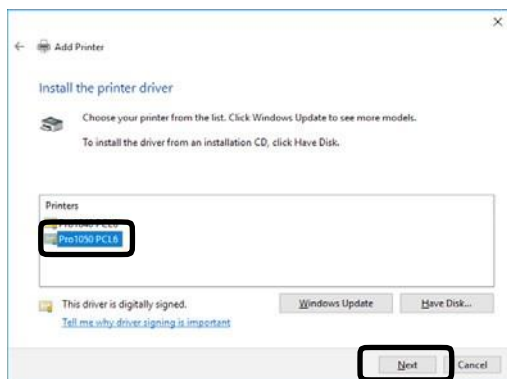 Add Printer
Install the printer driver
Choose your printer from the list. Click Windows Update to see more models.
To install the driver from an installation CD, click Have Disk.
Printers
Pro1050 PCL6
This driver is digitally signed.
Windows Update
Have Disk...
Tell me why driver signing is important
Next
Cancel